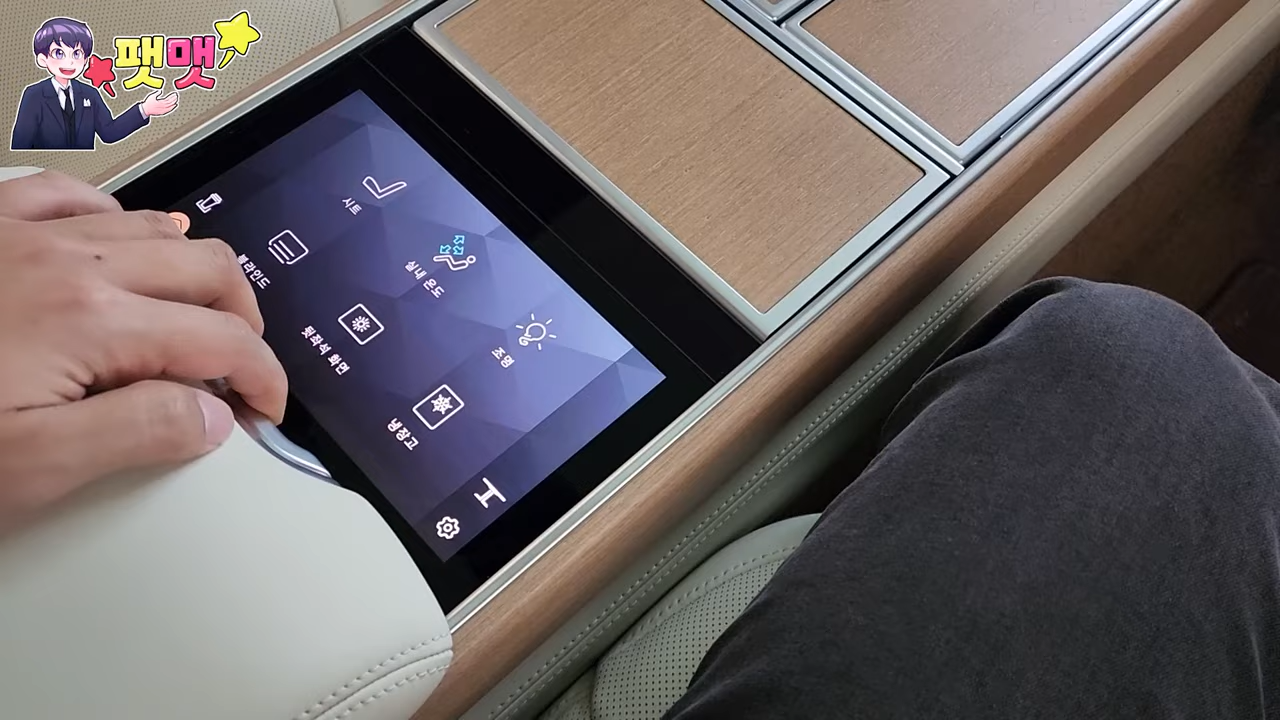 팻맷
시트
블라인드
실내 온도
뒷좌석 화면
조명
냉장고